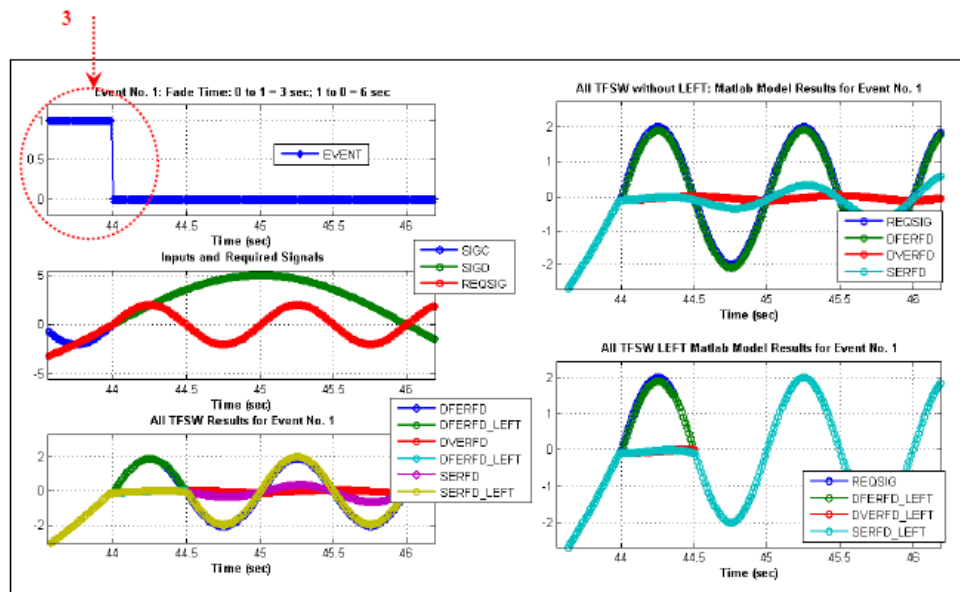 3
Event No. 1: Fade Time: 0 to 1 – 3 sec; 1 to 0 – 6 sec
1
0.5
0
EVENT
44
44.5
45
45.5
46
Time (sec)
Inputs and Required Signals
5
0
-5
SIGC
SIGD
REQSIG
44
44.5
45
45.5
46
Time (sec)
All TFSW Results for Event No. 1
2
0
-2
DFERFD
DFERFD_LEFT
DVERFD
DFERFD_LEFT
SERFD
SERFD_LEFT
44
44.5
45
45.5
46
Time (sec)
All TFSW without LEFT: Matlab Model Results for Event No. 1
2
1
0
-1
-2
REQSIG
DFERFD
DVERFD
SERFD
44
44.5
45
45.5
46
Time (sec)
All TFSW LEFT Matlab Model Results for Event No. 1
2
1
0
-1
-2
REQSIG
DFERFD_LEFT
DVERFD_LEFT
SERFD_LEFT
44
44.5
45
45.5
46
Time (sec)